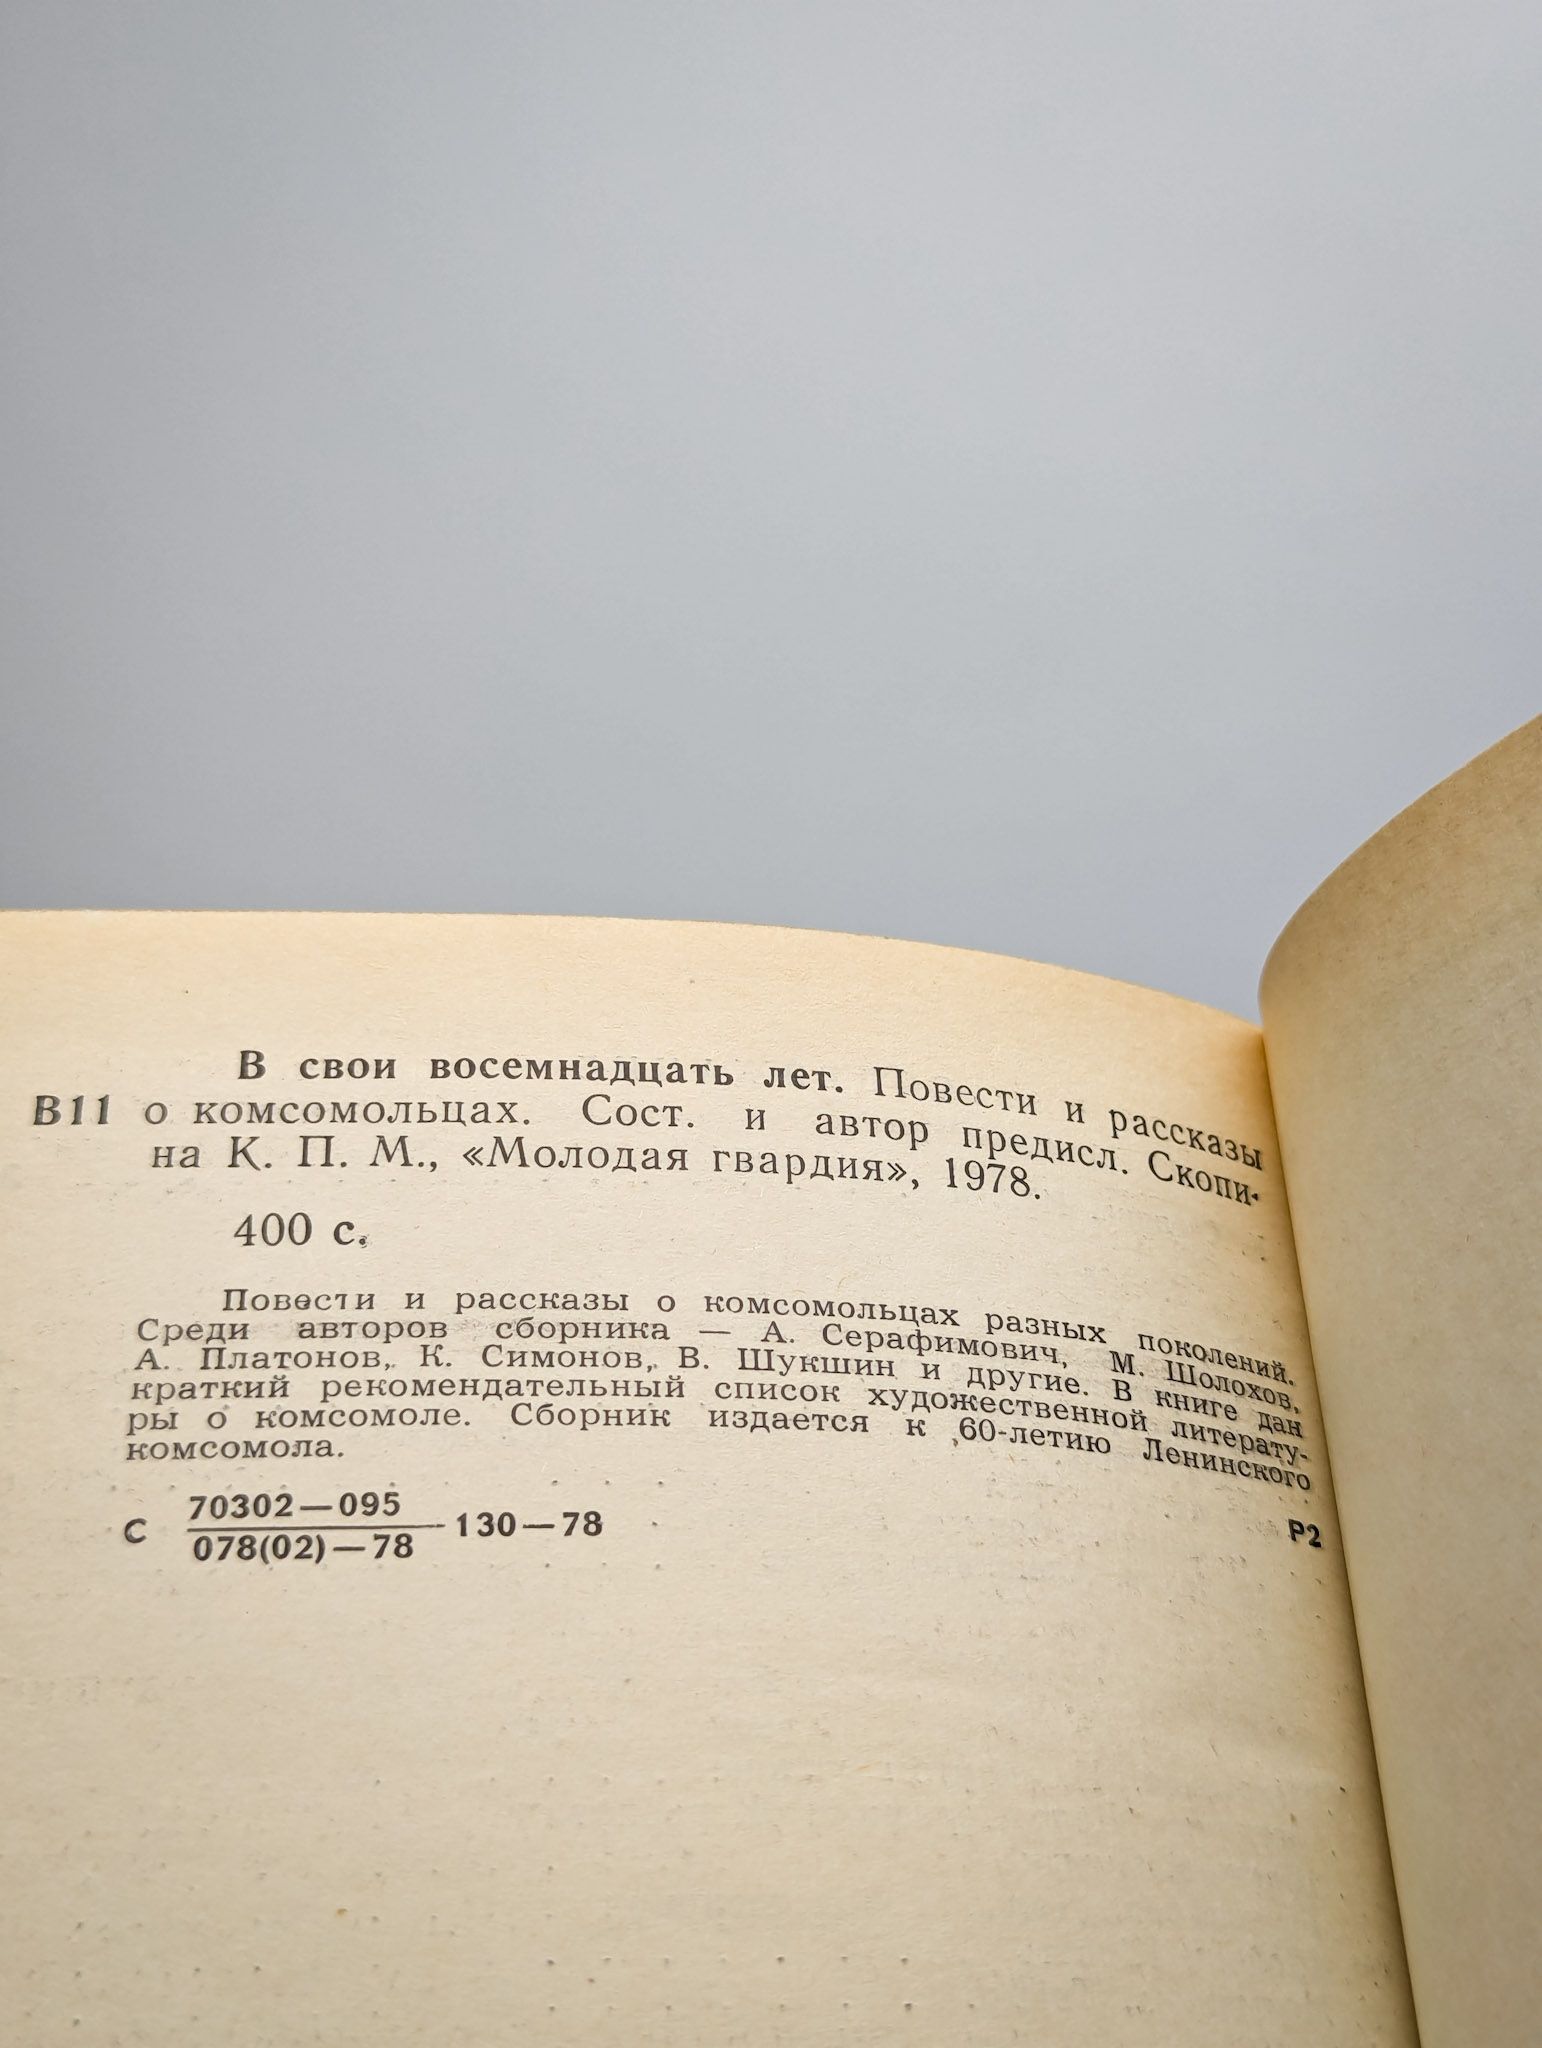 В свои восемнадцать лет. Повести и рассказы
В11 о комсомольцах. Сост. и автор предисл. Скопи-
на К. П. М., «Молодая гвардия», 1978.
400 с.
Повести и рассказы о комсомольцах разных поколений.
Среди авторов сборника — А. Серафимович, М. Шолохов,
А. Платонов, К. Симонов, В. Шукшин и другие. В книге дан
краткий рекомендательный список художественной литерату-
ры о комсомоле. Сборник издается к 60-летию Ленинского
комсомола.
70302—095
С 130—78
078(02)—78
Р2